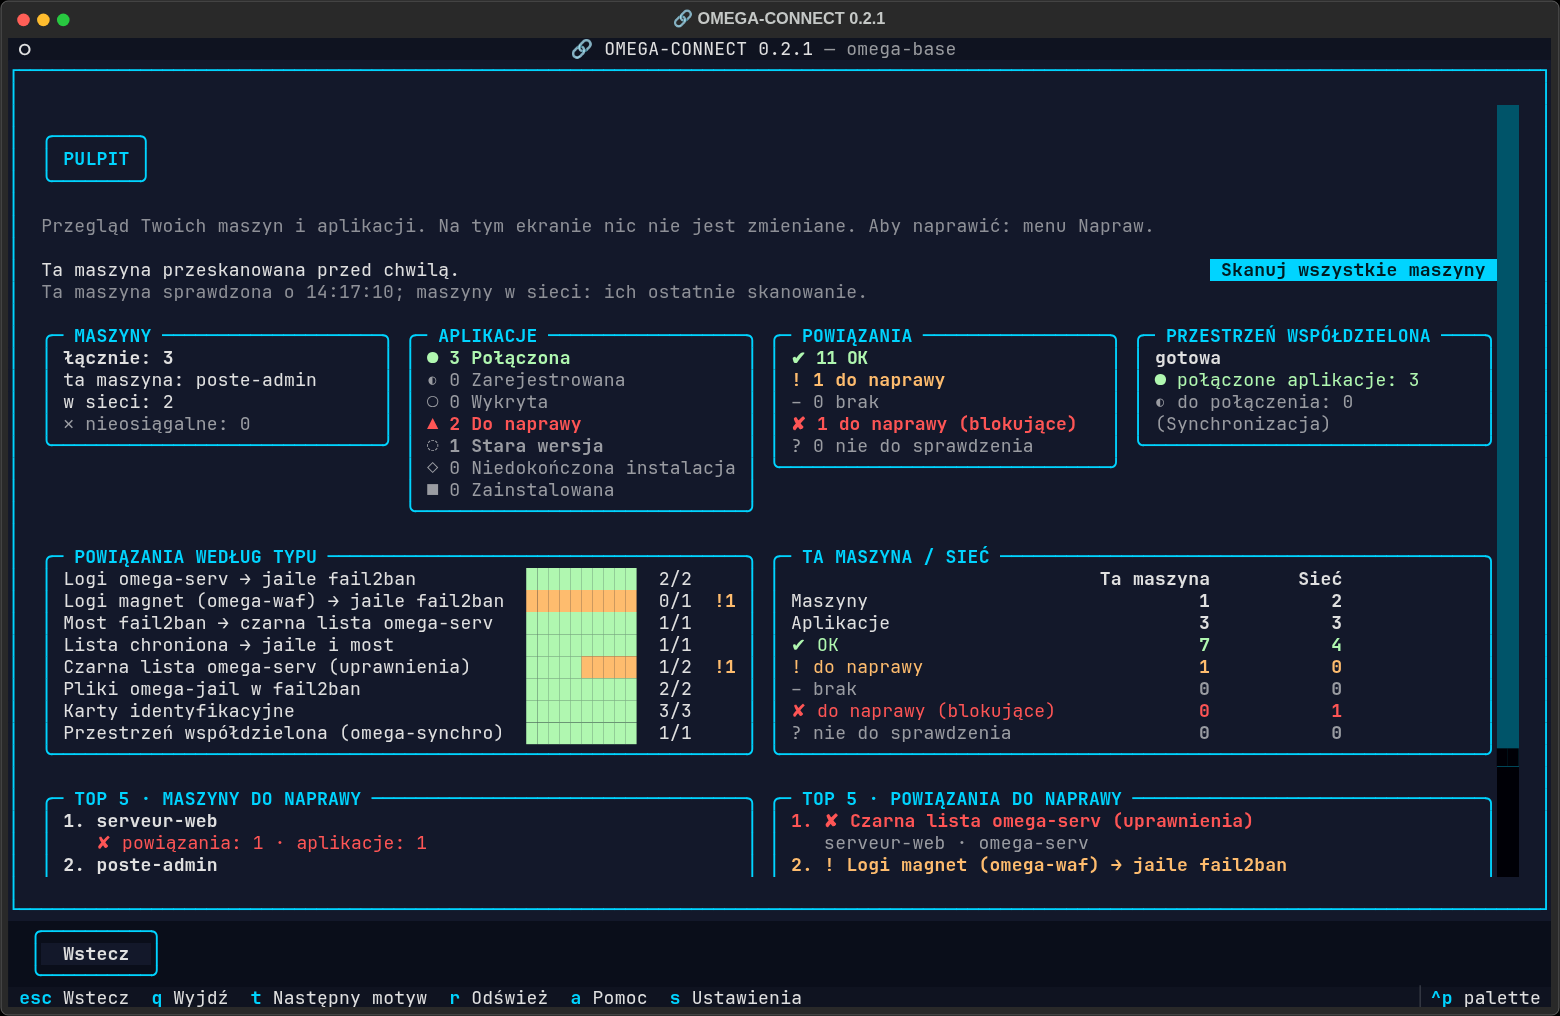 🔗 OMEGA-CONNECT 0.2.1
🔗 OMEGA-CONNECT 0.2.1 — omega-base
PULPIT
Przegląd Twoich maszyn i aplikacji. Na tym ekranie nic nie jest zmieniane. Aby naprawić: menu Napraw.
Ta maszyna przeskanowana przed chwilą.
Skanuj wszystkie maszyny
Ta maszyna sprawdzona o 14:17:10; maszyny w sieci: ich ostatnie skanowanie.
MASZYNY
łącznie: 3
ta maszyna: poste-admin
w sieci: 2
× nieosiągalne: 0
APLIKACJE
● 3 Połączona
◐ 0 Zarejestrowana
○ 0 Wykryta
▲ 2 Do naprawy
◌ 1 Stara wersja
◇ 0 Niedokończona instalacja
■ 0 Zainstalowana
POWIĄZANIA
✔ 11 OK
! 1 do naprawy
– 0 brak
✘ 1 do naprawy (blokujące)
? 0 nie do sprawdzenia
PRZESTRZEŃ WSPÓŁDZIELONA
gotowa
● połączone aplikacje: 3
◐ do połączenia: 0
(Synchronizacja)
POWIĄZANIA WEDŁUG TYPU
Logi omega-serv → jaile fail2ban 2/2
Logi magnet (omega-waf) → jaile fail2ban 0/1 !1
Most fail2ban → czarna lista omega-serv 1/1
Lista chroniona → jaile i most 1/1
Czarna lista omega-serv (uprawnienia) 1/2 !1
Pliki omega-jail w fail2ban 2/2
Karty identyfikacyjne 3/3
Przestrzeń współdzielona (omega-synchro) 1/1
TA MASZYNA / SIEĆ
Ta maszyna Sieć
Maszyny 1 2
Aplikacje 3 3
✔ OK 7 4
! do naprawy 1 0
– brak 0 0
✘ do naprawy (blokujące) 0 1
? nie do sprawdzenia 0 0
TOP 5 · MASZYNY DO NAPRAWY
1. serveur-web
✘ powiązania: 1 · aplikacje: 1
2. poste-admin
TOP 5 · POWIĄZANIA DO NAPRAWY
1. ✘ Czarna lista omega-serv (uprawnienia)
serveur-web · omega-serv
2. ! Logi magnet (omega-waf) → jaile fail2ban
Wstecz
esc Wstecz q Wyjdź t Następny motyw r Odśwież a Pomoc s Ustawienia ^p palette